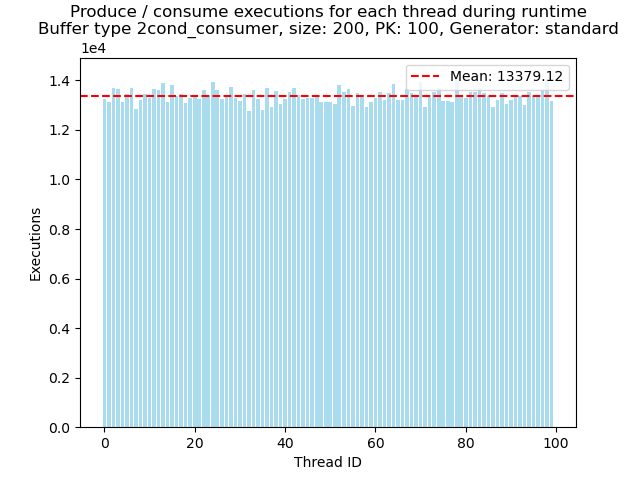 Produce / consume executions for each thread during runtime
Buffer type 2cond_consumer, size: 200, PK: 100, Generator: standard
1e4
Mean: 13379.12
1.4
1.2
1.0
0.8
0.6
0.4
0.2
0.0
Executions
0 20 40 60 80 100
Thread ID